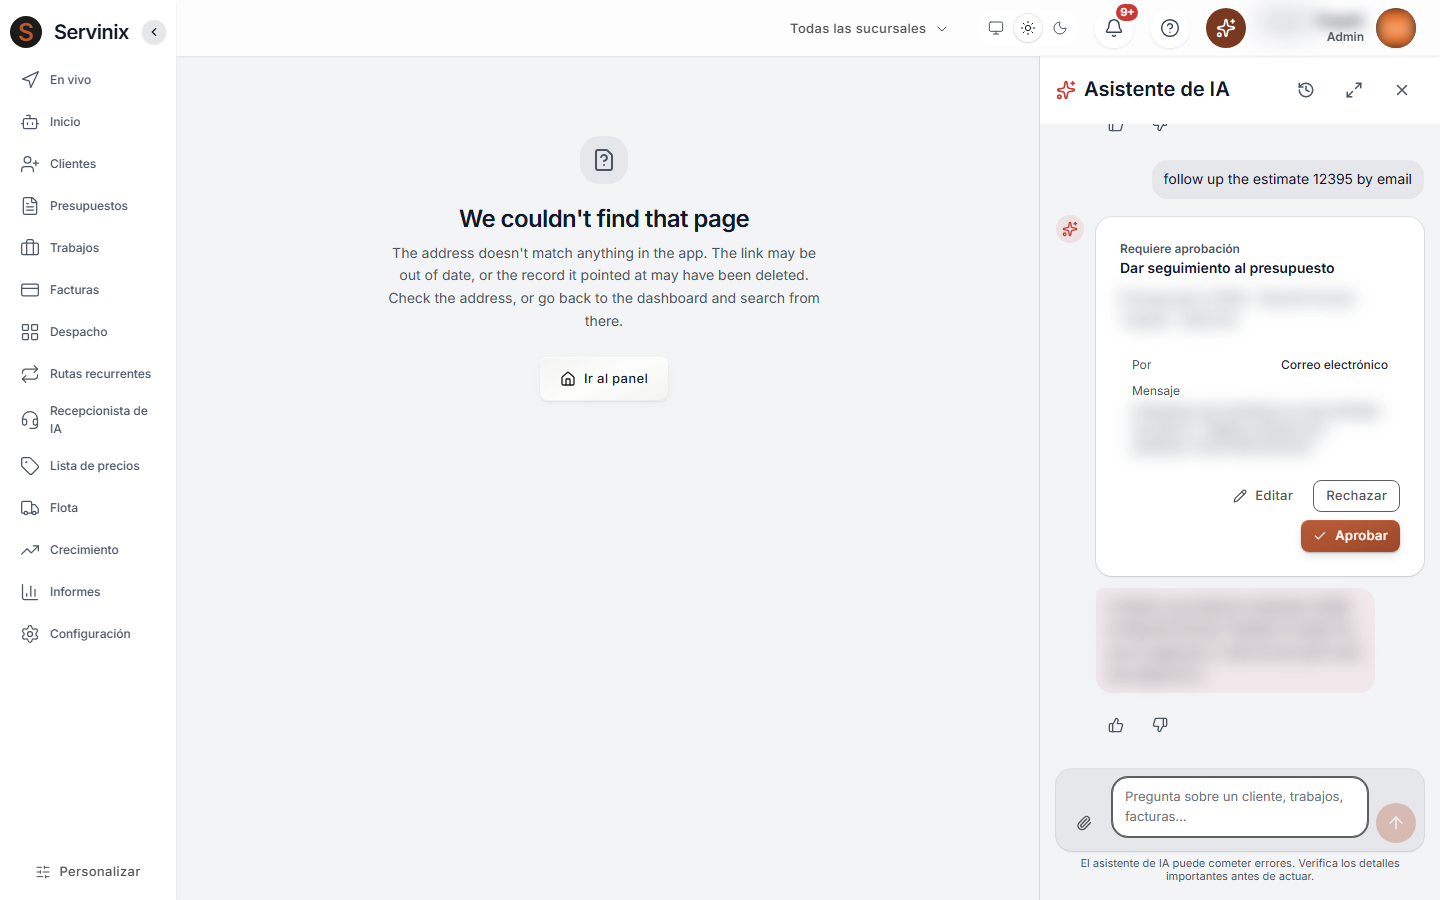 S Servinix
En vivo
Inicio
Clientes
Presupuestos
Trabajos
Facturas
Despacho
Rutas recurrentes
Recepcionista de
IA
Lista de precios
Flota
Crecimiento
Informes
Configuración
Personalizar
Todas las sucursales
9+
Admin
We couldn't find that page
The address doesn't match anything in the app. The link may be
out of date, or the record it pointed at may have been deleted.
Check the address, or go back to the dashboard and search from
there.
Ir al panel
Asistente de IA
follow up the estimate 12395 by email
Requiere aprobación
Dar seguimiento al presupuesto
Por Correo electrónico
Mensaje
Editar
Rechazar
Aprobar
Pregunta sobre un cliente, trabajos,
facturas...
El asistente de IA puede cometer errores. Verifica los detalles
importantes antes de actuar.